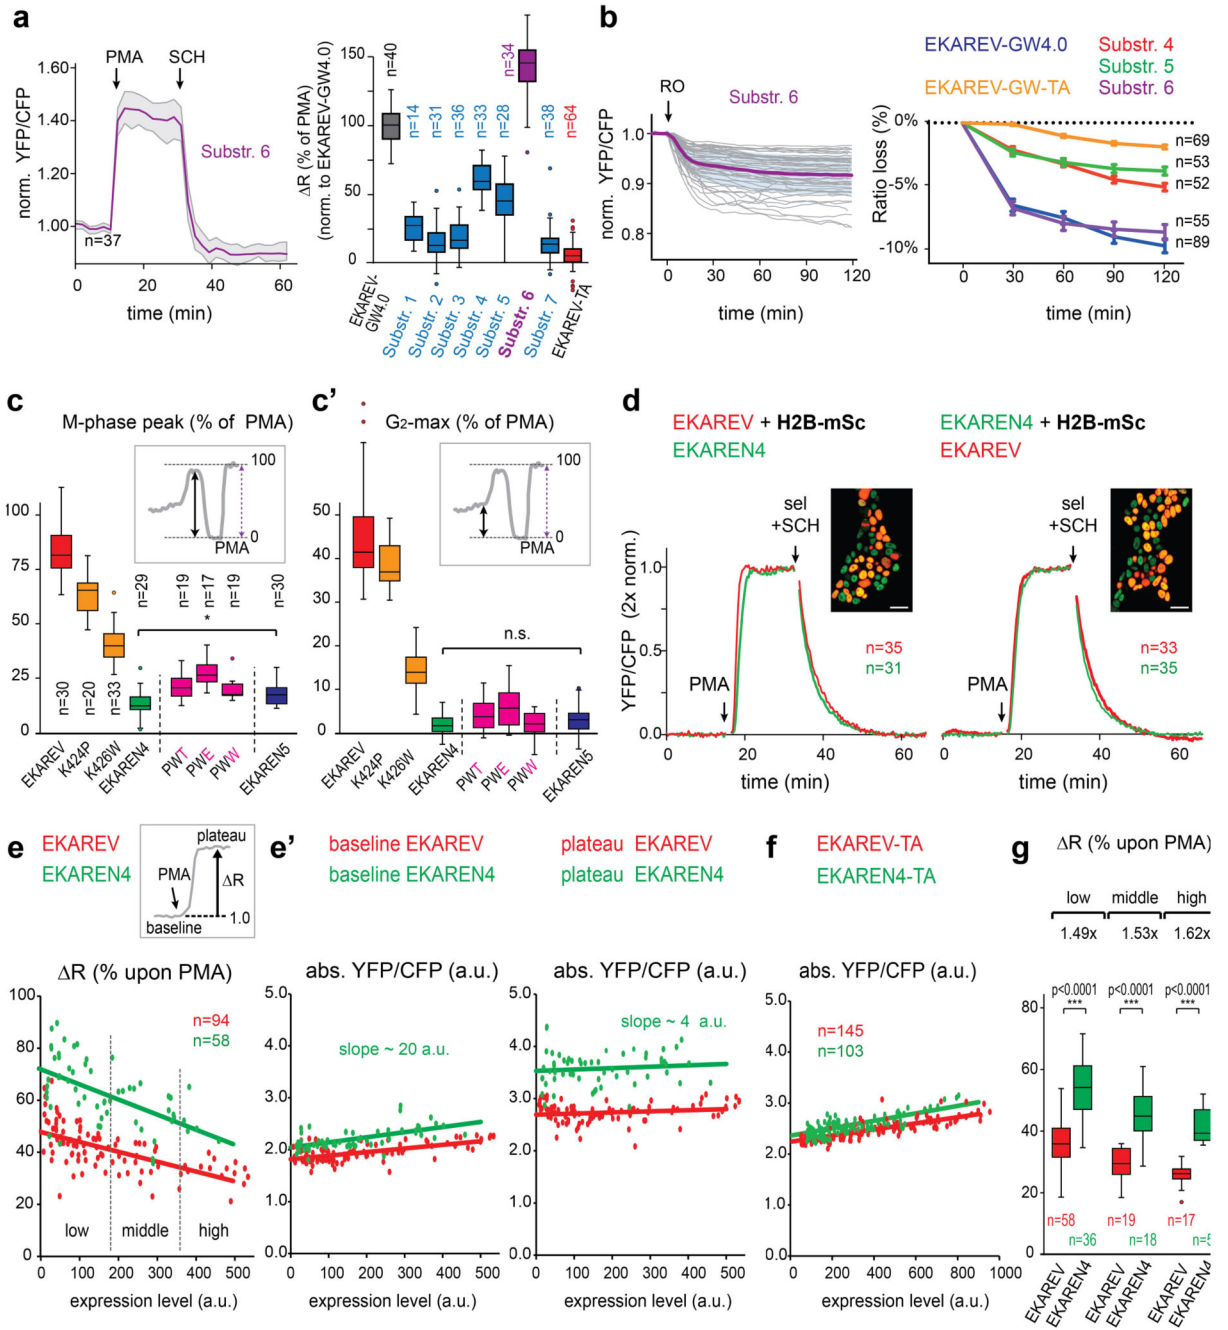 a
PMA
SCH
norm. YFP/CFP
1.60
1.40
1.20
1.00
Substr. 6
n=37
0
20
40
60
time (min)
ΔR (% of PMA)
(norm. to EKAREV-GW4.0)
150
100
50
0
n=40
n=14
n=31
n=36
n=33
n=28
n=34
n=38
n=64
EKAREV-
GW4.0
Substr. 1
Substr. 2
Substr. 3
Substr. 4
Substr. 5
Substr. 6
Substr. 7
EKAREV-TA
b
RO
Substr. 6
norm. YFP/CFP
1.0
0.9
0.8
0
30
60
90
120
time (min)
EKAREV-GW4.0
Substr. 4
Substr. 5
EKAREV-GW-TA
Substr. 6
Ratio loss (%)
0%
-5%
-10%
n=69
n=53
n=52
n=55
n=89
0
30
60
90
120
time (min)
c
M-phase peak (% of PMA)
100
0
PMA
100
75
50
25
0
n=30
n=20
n=33
n=29
n=19
n=17
n=19
n=30
*
EKAREV
K424P
K426W
EKAREN4
PWT
PWE
PWW
EKAREN5
c'
G2-max (% of PMA)
100
0
PMA
40
30
20
10
0
n.s.
EKAREV
K424P
K426W
EKAREN4
PWT
PWE
PWW
EKAREN5
d
EKAREV + H2B-mSc
EKAREN4
EKAREN4 + H2B-mSc
EKAREV
YFP/CFP (2x norm.)
1.0
0.5
0.0
PMA
sel
+SCH
n=35
n=31
0
20
40
60
time (min)
PMA
sel
+SCH
n=33
n=35
0
20
40
60
time (min)
e
EKAREV
EKAREN4
plateau
PMA
ΔR
1.0
baseline
ΔR (% upon PMA)
100
80
60
40
20
0
n=94
n=58
low
middle
high
0
100
200
300
400
500
expression level (a.u.)
e'
baseline EKAREV
baseline EKAREN4
abs. YFP/CFP (a.u.)
5.0
4.0
3.0
2.0
1.0
0.0
slope ~ 20 a.u.
0
100
200
300
400
500
expression level (a.u.)
plateau EKAREV
plateau EKAREN4
abs. YFP/CFP (a.u.)
5.0
4.0
3.0
2.0
1.0
0.0
slope ~ 4 a.u.
0
100
200
300
400
500
expression level (a.u.)
f
EKAREV-TA
EKAREN4-TA
abs. YFP/CFP (a.u.)
5.0
4.0
3.0
2.0
1.0
0.0
n=145
n=103
0
200
400
600
800
1000
expression level (a.u.)
g
ΔR (% upon PMA)
low
middle
high
1.49x
1.53x
1.62x
p<0.0001
p<0.0001
p<0.0001
***
***
***
80
60
40
20
0
n=58
n=19
n=17
n=36
n=18
EKAREV
EKAREN4
EKAREV
EKAREN4
EKAREV
EKAREN4